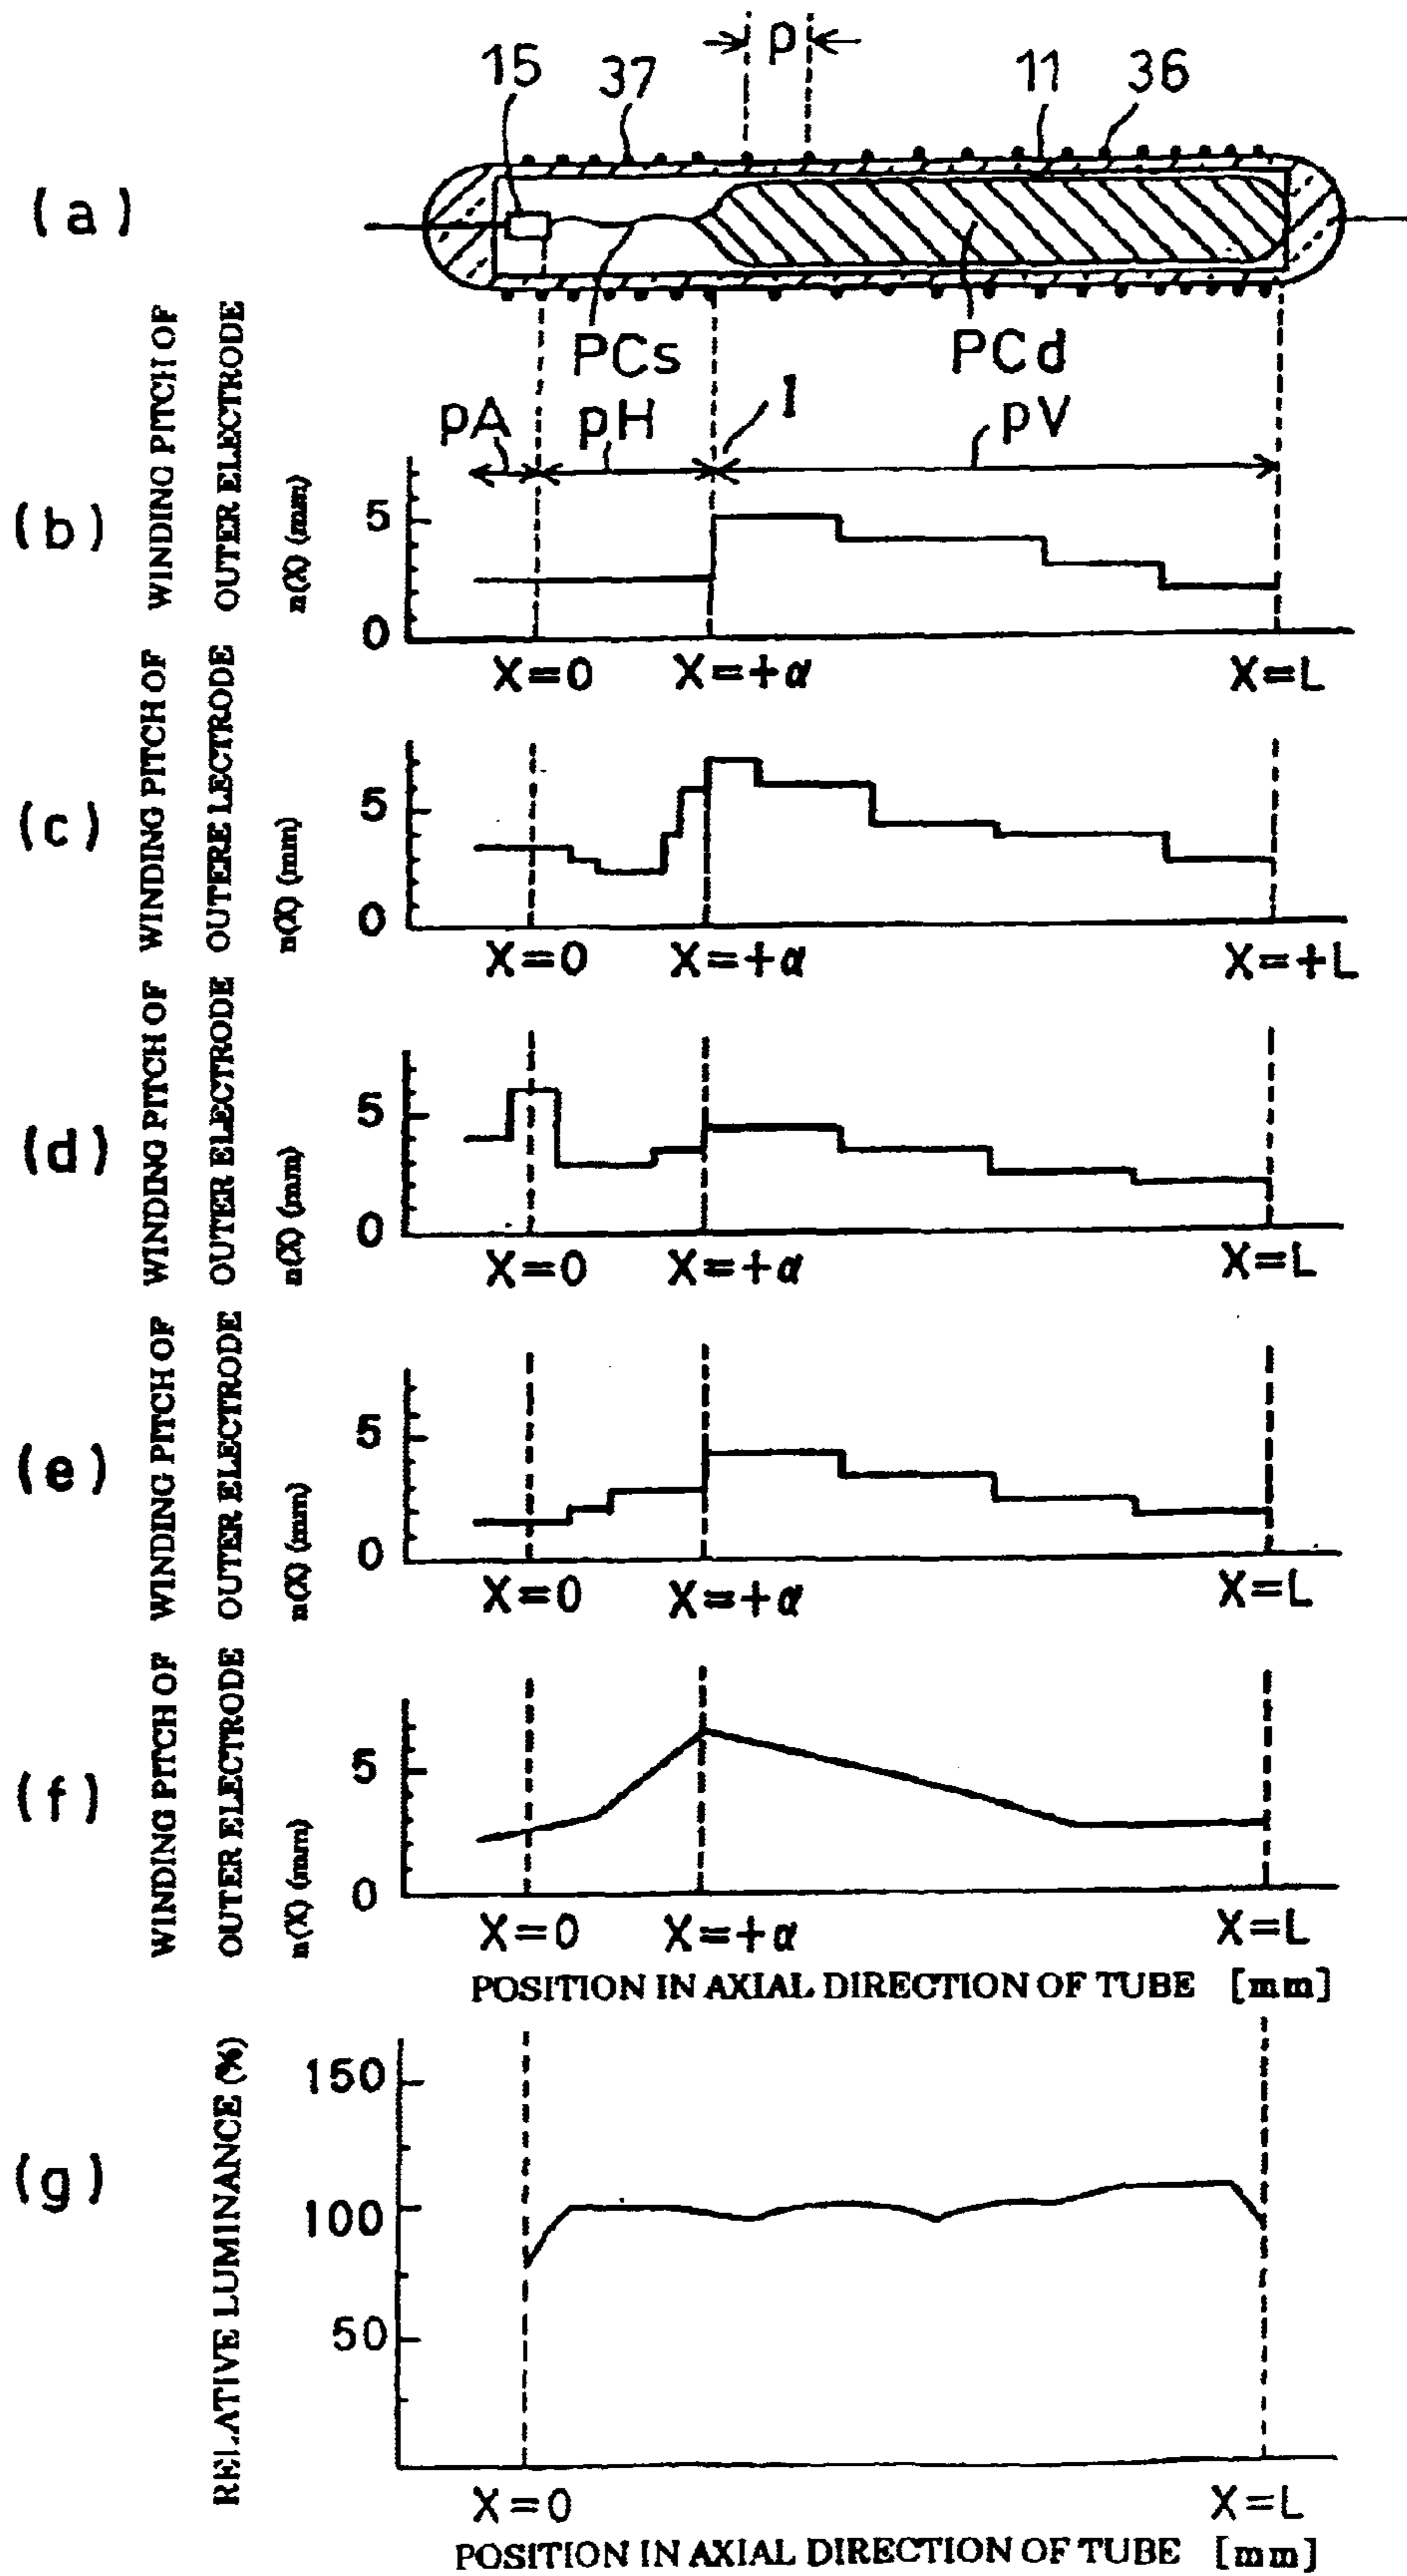 p
15 37 11 36
(a)
PCs PCd
pA pH 1 pV
(b)
WINDING PITCH OF
OUTER ELECTRODE
n(X) (mm)
5
0
X=0 X=+α X=L
(c)
WINDING PITCH OF
OUTERE LECTRODE
n(X) (mm)
5
0
X=0 X=+α X=+L
(d)
WINDING PITCH OF
OUTER ELECTRODE
n(X) (mm)
5
0
X=0 X=+α X=L
(e)
WINDING PITCH OF
OUTER ELECTRODE
n(X) (mm)
5
0
X=0 X=+α X=L
(f)
WINDING PITCH OF
OUTER ELECTRODE
n(X) (mm)
5
0
X=0 X=+α X=L
POSITION IN AXIAL DIRECTION OF TUBE [mm]
(g)
RELATIVE LUMINANCE (%)
150
100
50
X=0 X=L
POSITION IN AXIAL DIRECTION OF TUBE [mm]